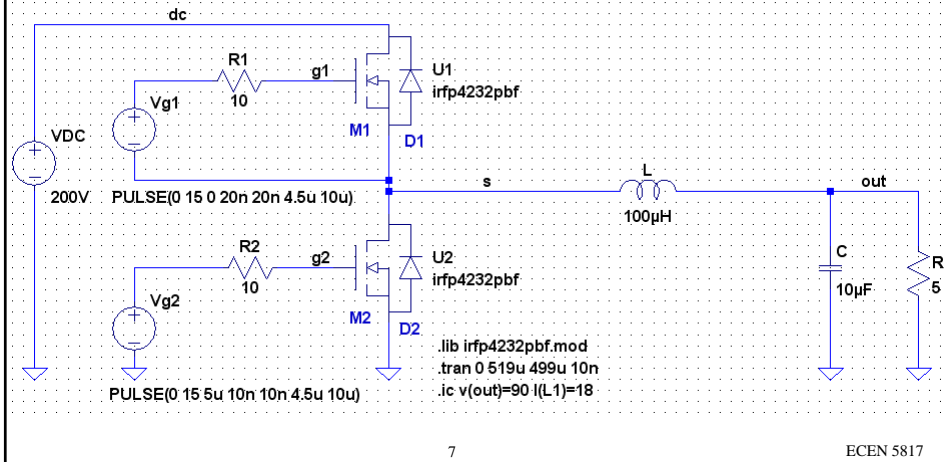 dc
R1
g1
U1
irfp4232pbf
Vg1
10
M1
D1
VDC
200V
PULSE(0 15 0 20n 20n 4.5u 10u)
s
L
100µH
out
R2
g2
U2
irfp4232pbf
Vg2
10
M2
D2
C
10µF
R
5
.lib irfp4232pbf.mod
.tran 0 519u 499u 10n
.ic v(out)=90 I(L1)=18
PULSE(0 15 5u 10n 10n 4.5u 10u)
7
ECEN 5817